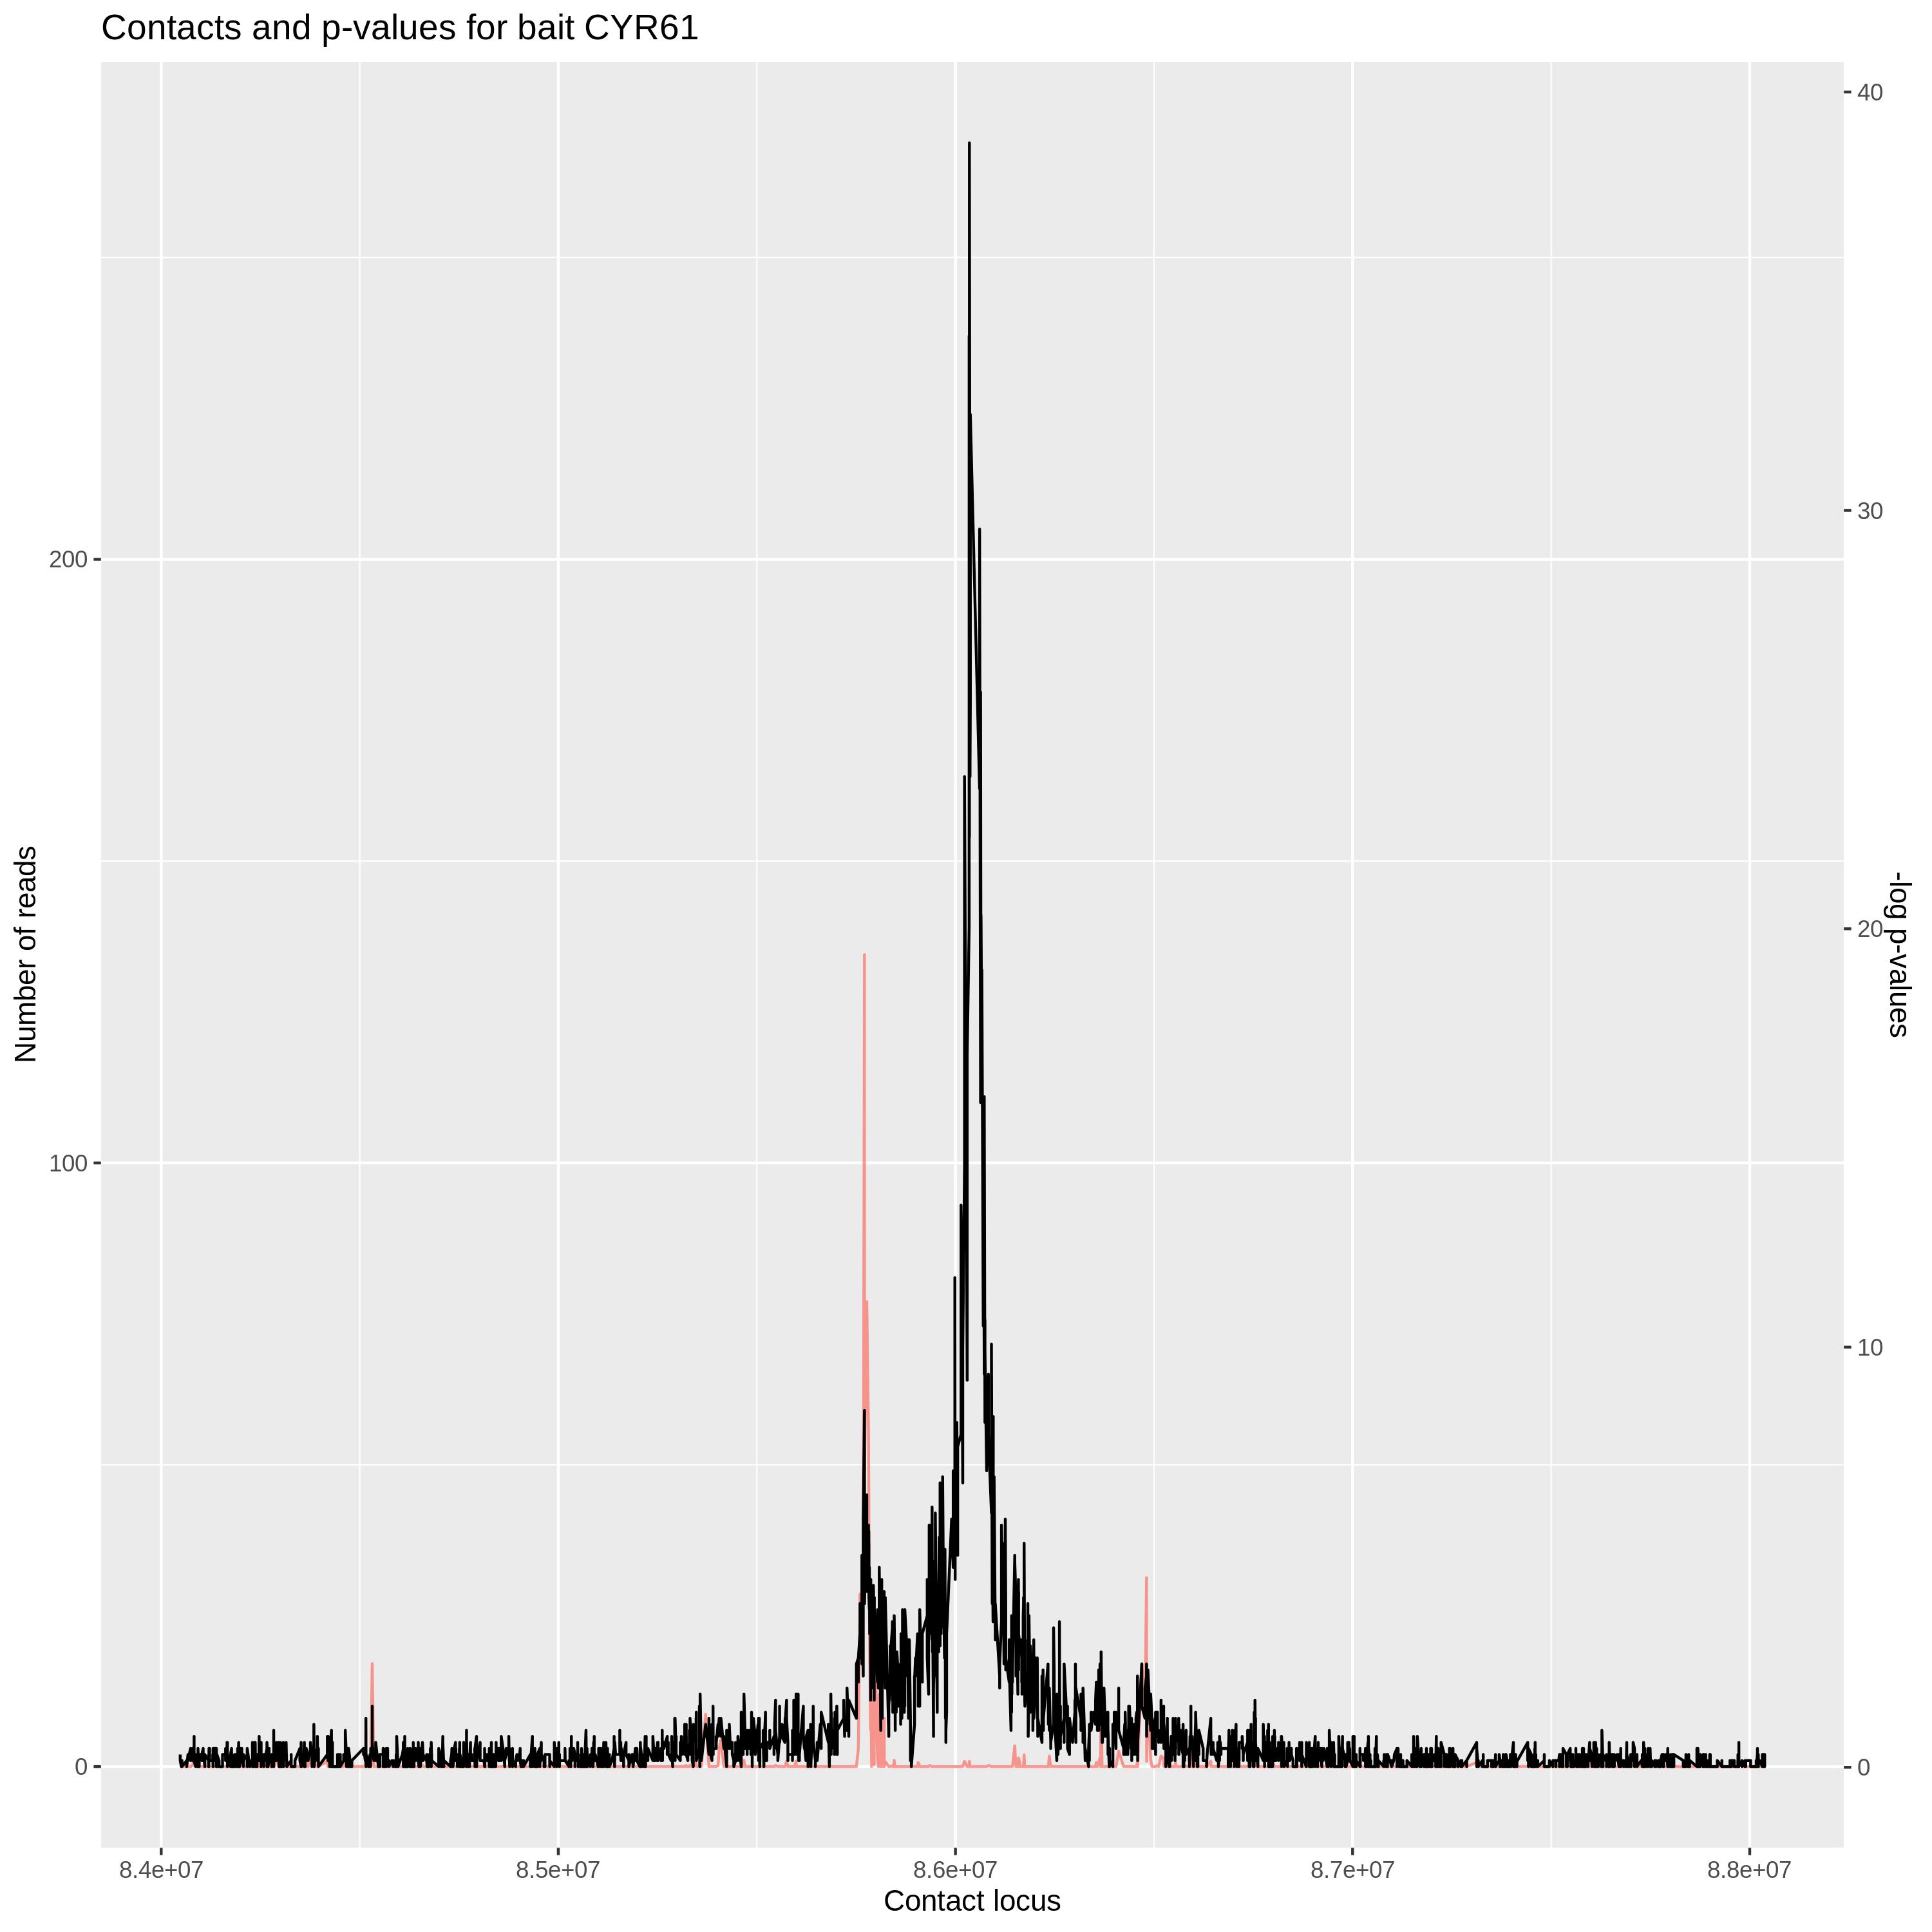 Contacts and p-values for bait CYR61
Number of reads
200
100
0
40
30
20
10
0
-log p-values
8.4e+07 8.5e+07 8.6e+07 8.7e+07 8.8e+07
Contact locus